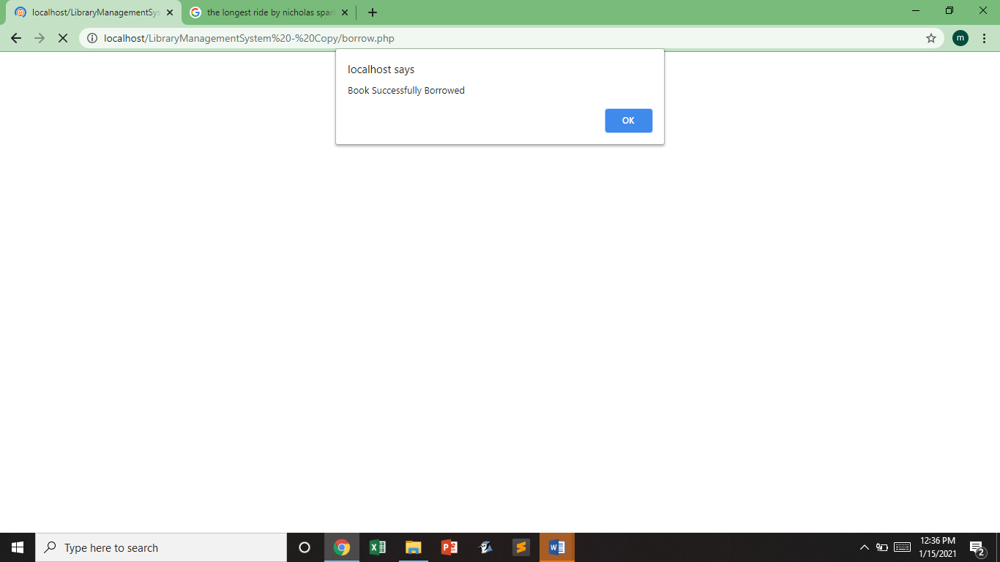 localhost/LibraryManagementSys
the longest ride by nicholas spar
localhost/LibraryManagementSystem%20-%20Copy/borrow.php
m
localhost says
Book Successfully Borrowed
OK
Type here to search
12:36 PM
1/15/2021
2